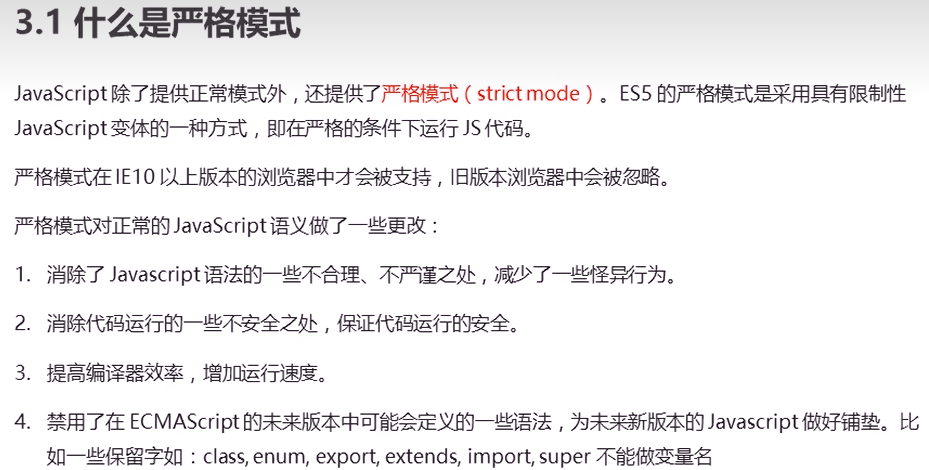 3.1 什么是严格模式
JavaScript 除了提供正常模式外，还提供了严格模式（strict mode）。ES5 的严格模式是采用具有限制性
JavaScript 变体的一种方式，即在严格的条件下运行 JS 代码。
严格模式在 IE10 以上版本的浏览器中才会被支持，旧版本浏览器中会被忽略。
严格模式对正常的 JavaScript 语义做了一些更改：
1. 消除了 Javascript 语法的一些不合理、不严谨之处，减少了一些怪异行为。
2. 消除代码运行的一些不安全之处，保证代码运行的安全。
3. 提高编译器效率，增加运行速度。
4. 禁用了在 ECMAScript 的未来版本中可能会定义的一些语法，为未来新版本的 Javascript 做好铺垫。比
如一些保留字如：class, enum, export, extends, import, super 不能做变量名